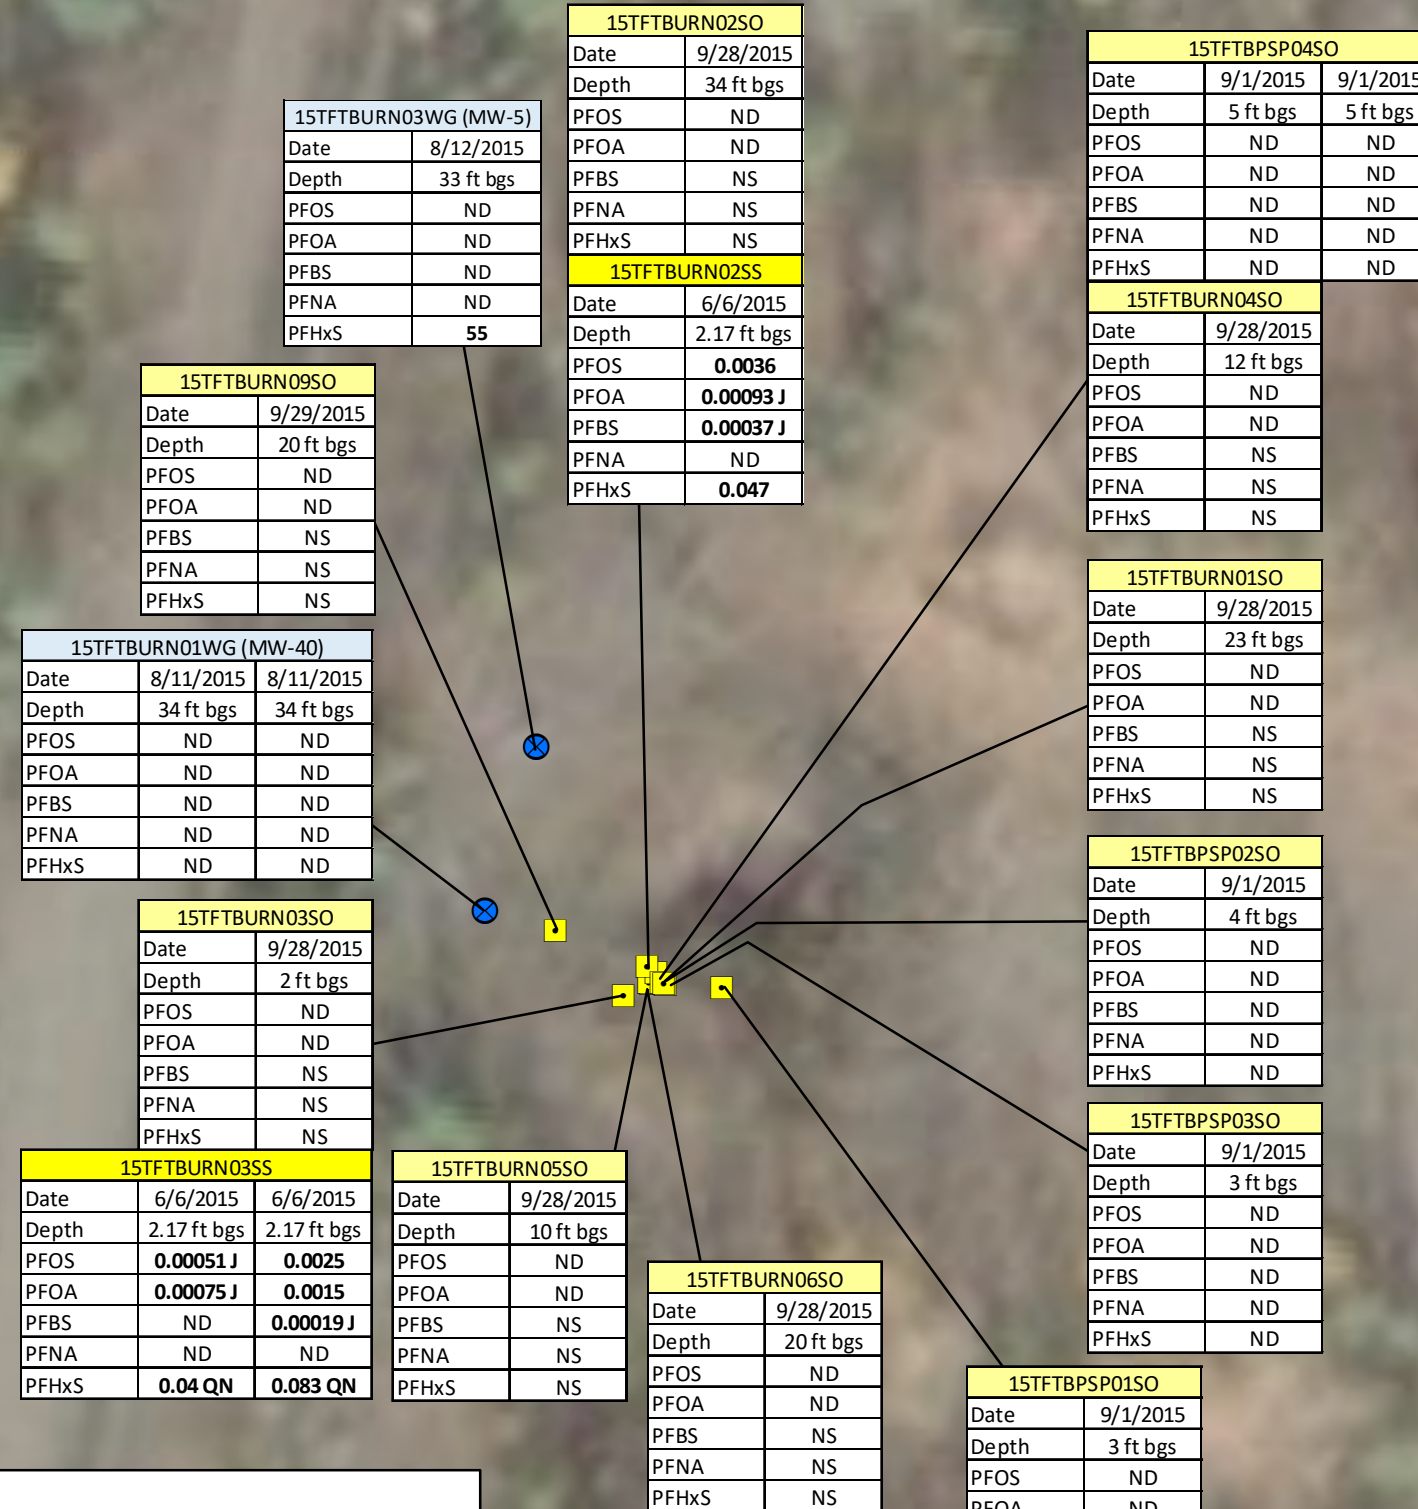 15TFTBURN02SO
Date 9/28/2015
Depth 34 ft bgs
PFOS ND
PFOA ND
PFBS NS
PFNA NS
PFHxS NS
15TFTBURN02SS
Date 6/6/2015
Depth 2.17 ft bgs
PFOS 0.0036
PFOA 0.00093 J
PFBS 0.00037 J
PFNA ND
PFHxS 0.047
15TFTBPSP04SO
Date 9/1/2015 9/1/2015
Depth 5 ft bgs 5 ft bgs
PFOS ND ND
PFOA ND ND
PFBS ND ND
PFNA ND ND
PFHxS ND ND
15TFTBURN04SO
Date 9/28/2015
Depth 12 ft bgs
PFOS ND
PFOA ND
PFBS NS
PFNA NS
PFHxS NS
15TFTBURN03WG (MW-5)
Date 8/12/2015
Depth 33 ft bgs
PFOS ND
PFOA ND
PFBS ND
PFNA ND
PFHxS 55
15TFTBURN09SO
Date 9/29/2015
Depth 20 ft bgs
PFOS ND
PFOA ND
PFBS NS
PFNA NS
PFHxS NS
15TFTBURN01SO
Date 9/28/2015
Depth 23 ft bgs
PFOS ND
PFOA ND
PFBS NS
PFNA NS
PFHxS NS
15TFTBURN01WG (MW-40)
Date 8/11/2015 8/11/2015
Depth 34 ft bgs 34 ft bgs
PFOS ND ND
PFOA ND ND
PFBS ND ND
PFNA ND ND
PFHxS ND ND
15TFTBPSP02SO
Date 9/1/2015
Depth 4 ft bgs
PFOS ND
PFOA ND
PFBS ND
PFNA ND
PFHxS ND
15TFTBURN03SO
Date 9/28/2015
Depth 2 ft bgs
PFOS ND
PFOA ND
PFBS NS
PFNA NS
PFHxS NS
15TFTBURN03SS
Date 6/6/2015 6/6/2015
Depth 2.17 ft bgs 2.17 ft bgs
PFOS 0.00051 J 0.0025
PFOA 0.00075 J 0.0015
PFBS ND 0.00019 J
PFNA ND ND
PFHxS 0.04 QN 0.083 QN
15TFTBPSP03SO
Date 9/1/2015
Depth 3 ft bgs
PFOS ND
PFOA ND
PFBS ND
PFNA ND
PFHxS ND
15TFTBURN05SO
Date 9/28/2015
Depth 10 ft bgs
PFOS ND
PFOA ND
PFBS NS
PFNA NS
PFHxS NS
15TFTBURN06SO
Date 9/28/2015
Depth 20 ft bgs
PFOS ND
PFOA ND
PFBS NS
PFNA NS
PFHxS NS
15TFTBPSP01SO
Date 9/1/2015
Depth 3 ft bgs
PFOS ND
PFOA ND